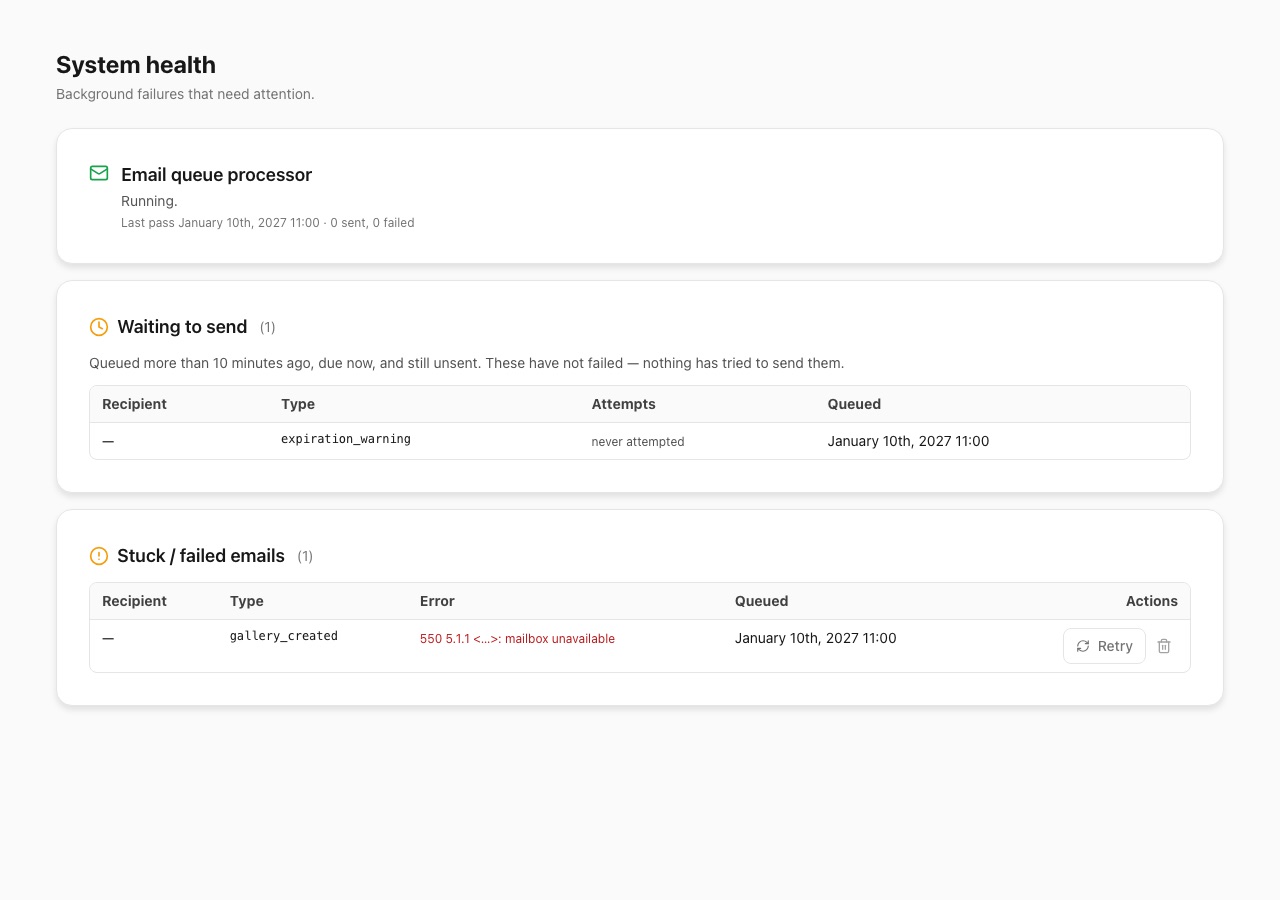 System health
Background failures that need attention.
Email queue processor
Running.
Last pass January 10th, 2027 11:00 · 0 sent, 0 failed
Waiting to send (1)
Queued more than 10 minutes ago, due now, and still unsent. These have not failed — nothing has tried to send them.
Recipient Type Attempts Queued
— expiration_warning never attempted January 10th, 2027 11:00
Stuck / failed emails (1)
Recipient Type Error Queued Actions
— gallery_created 550 5.1.1 <...>: mailbox unavailable January 10th, 2027 11:00 Retry